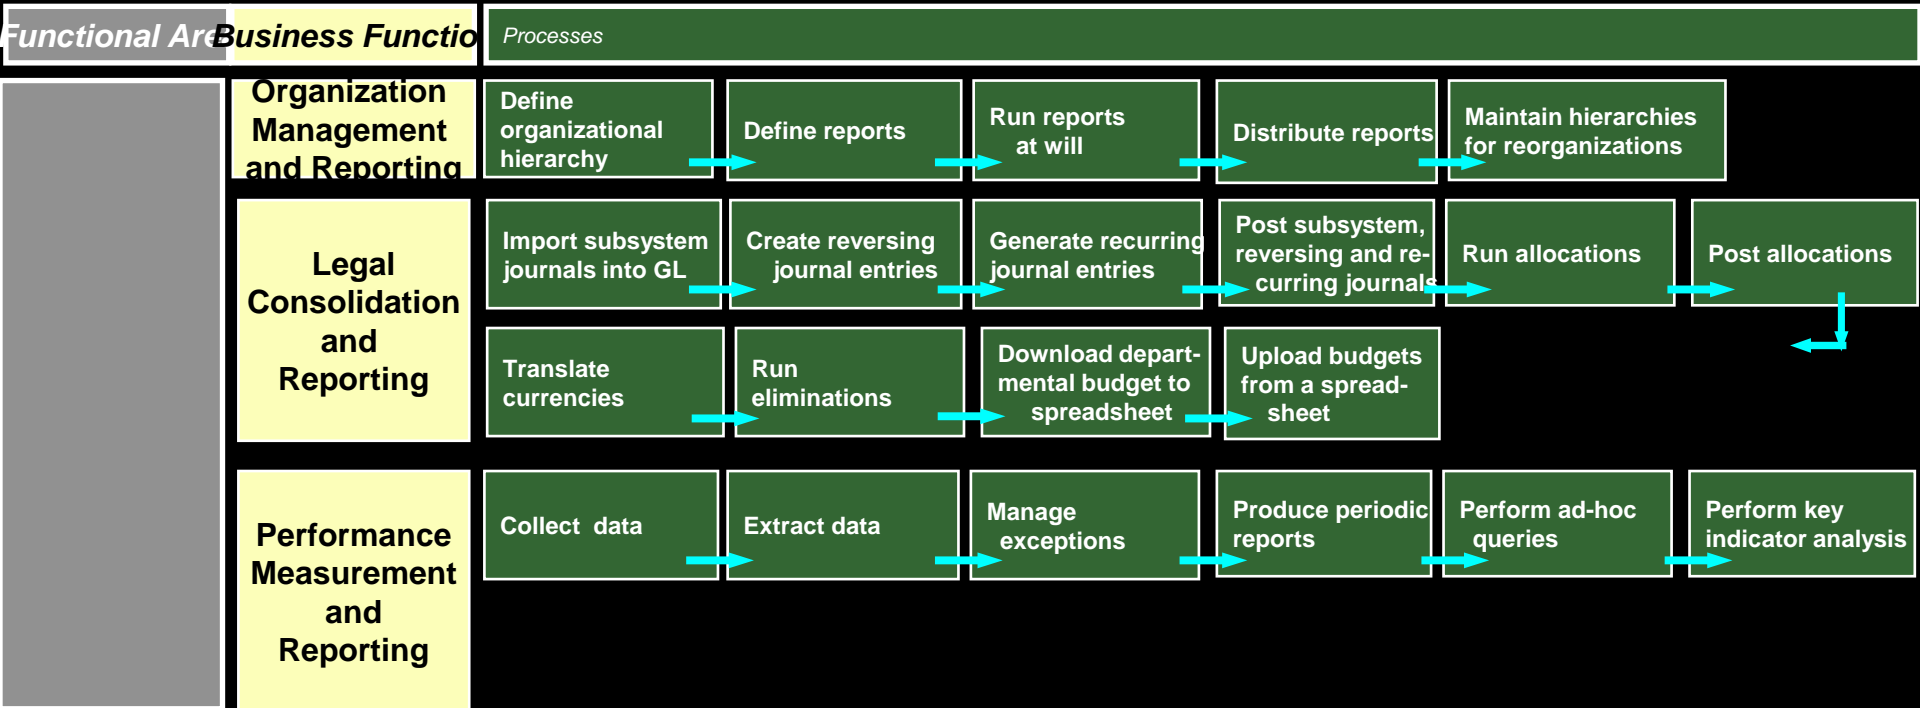 Functional Are
Business Functio
Processes
Organization
Management
and Reporting
Define
organizational
hierarchy
Define reports
Run reports
at will
Distribute reports
Maintain hierarchies
for reorganizations
Legal
Consolidation
and
Reporting
Import subsystem
journals into GL
Create reversing
journal entries
Generate recurring
journal entries
Post subsystem,
reversing and re-
curring journals
Run allocations
Post allocations
Translate
currencies
Run
eliminations
Download depart-
mental budget to
spreadsheet
Upload budgets
from a spread-
sheet
Performance
Measurement
and
Reporting
Collect data
Extract data
Manage
exceptions
Produce periodic
reports
Perform ad-hoc
queries
Perform key
indicator analysis